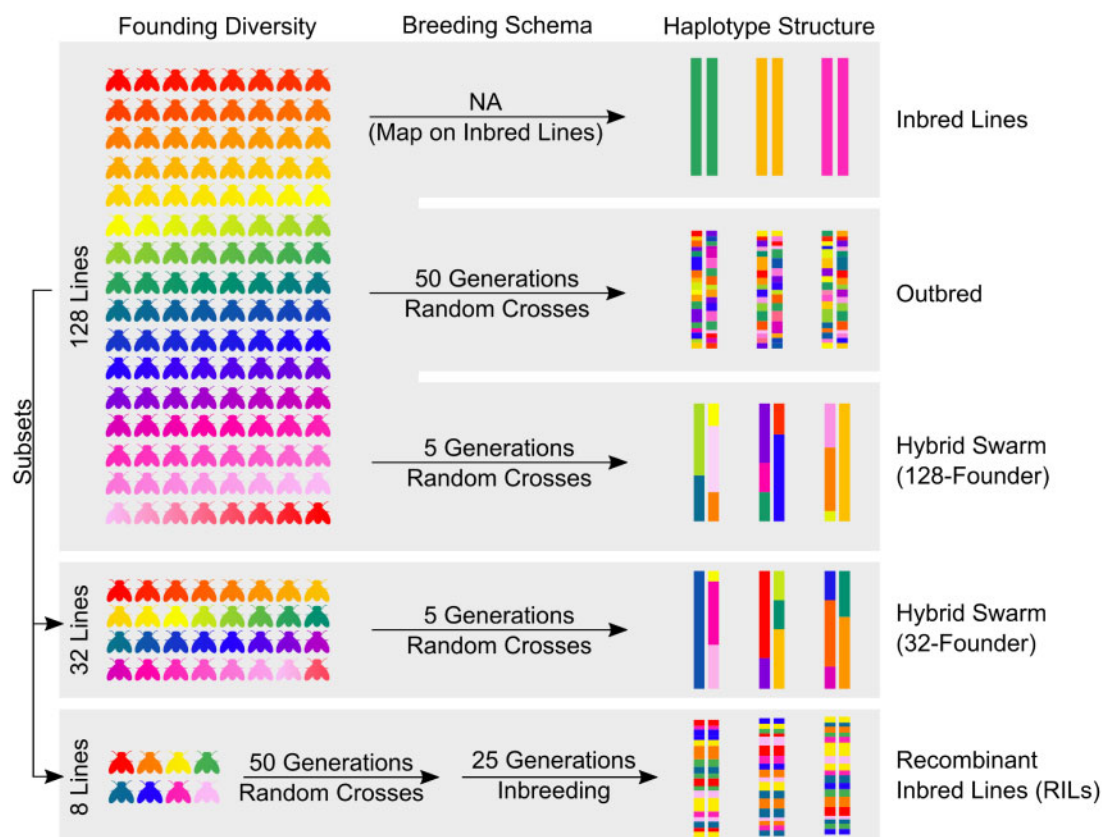 Founding Diversity
Breeding Schema
Haplotype Structure
128 Lines
NA
(Map on Inbred Lines)
Inbred Lines
50 Generations
Random Crosses
Outbred
5 Generations
Random Crosses
Hybrid Swarm
(128-Founder)
Subsets
32 Lines
5 Generations
Random Crosses
Hybrid Swarm
(32-Founder)
8 Lines
50 Generations
Random Crosses
25 Generations
Inbreeding
Recombinant
Inbred Lines (RILs)